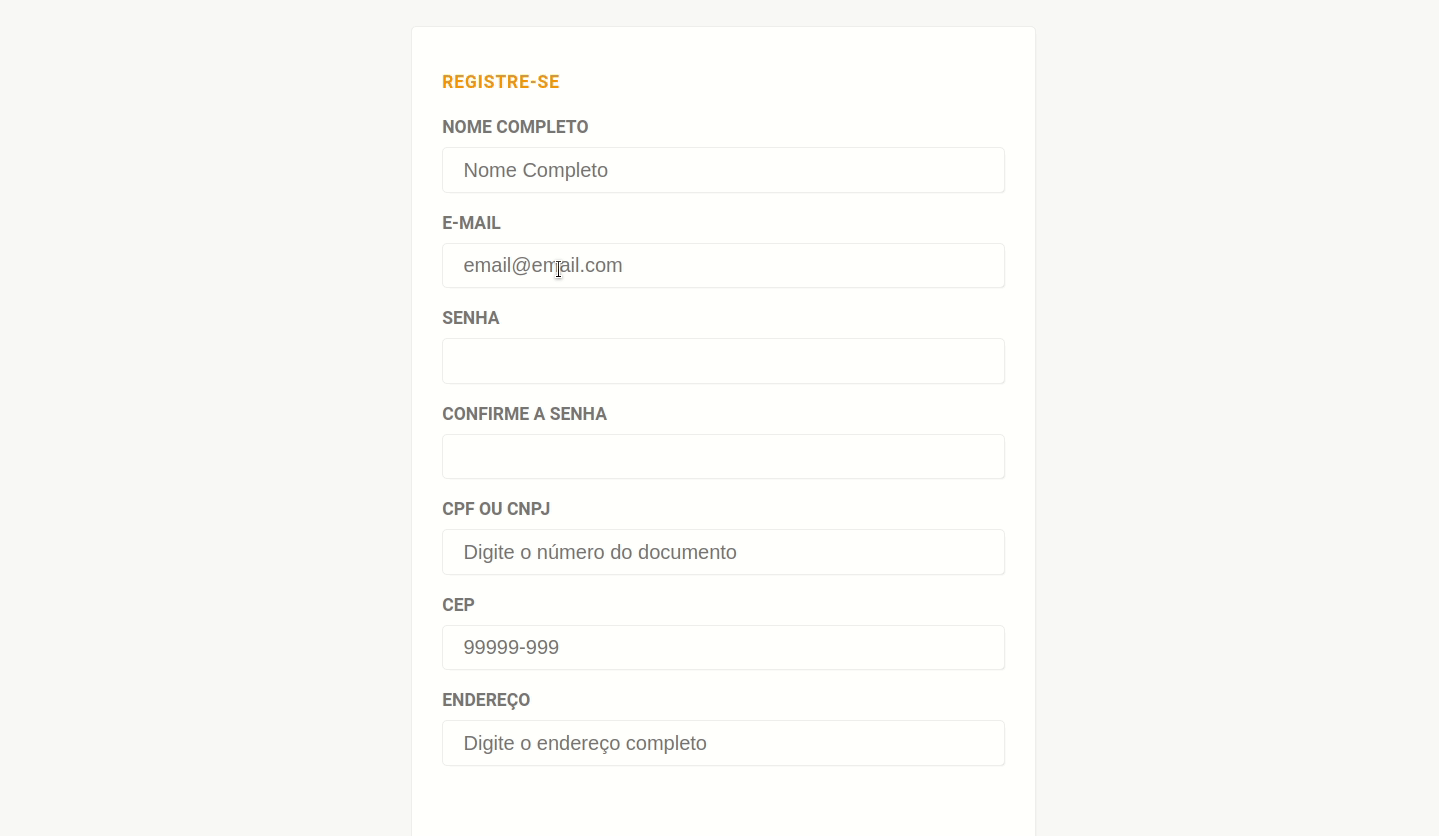 REGISTRE-SE
NOME COMPLETO
Nome Completo
E-MAIL
email@email.com
SENHA
CONFIRME A SENHA
CPF OU CNPJ
Digite o número do documento
CEP
99999-999
ENDEREÇO
Digite o endereço completo